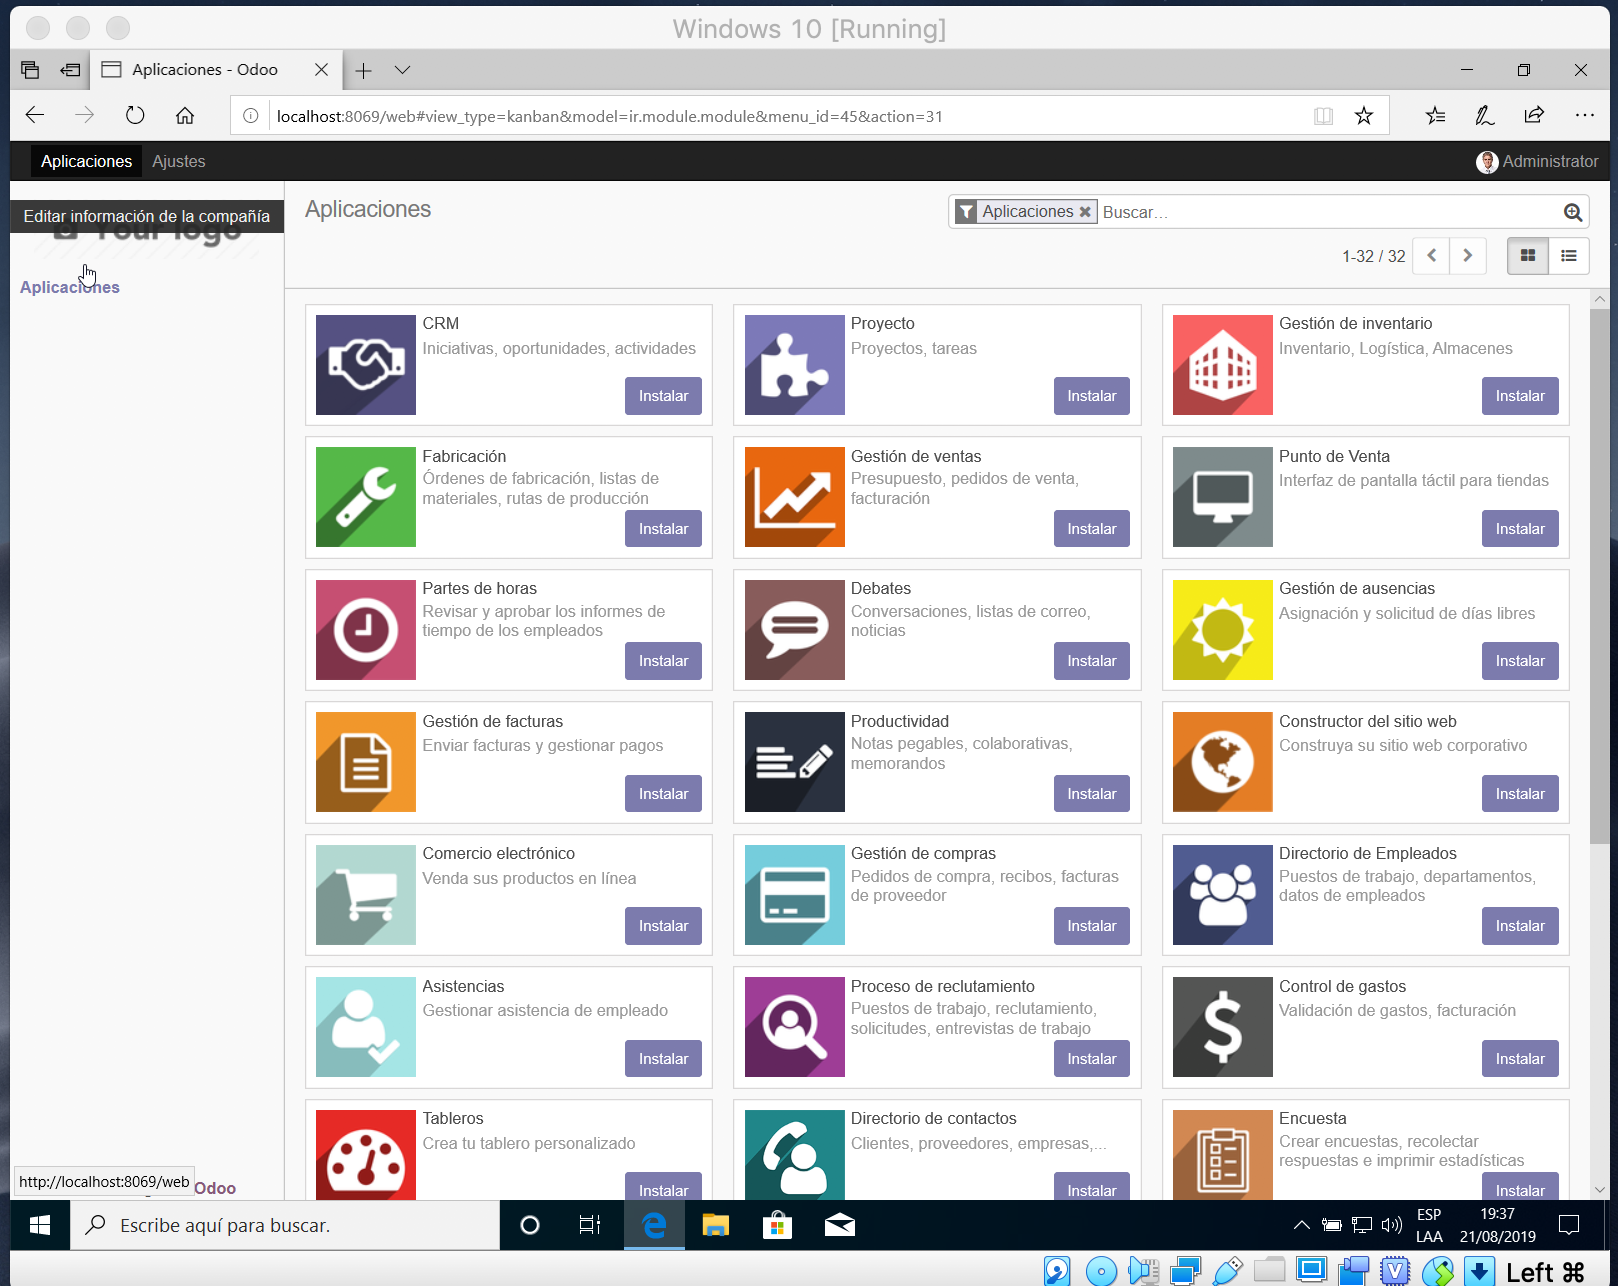 Windows 10 [Running]
Aplicaciones - Odoo
localhost:8069/web#view_type=kanban&model=ir.module.module&menu_id=45&action=31
Aplicaciones Ajustes Administrator
Editar información de la compañía
Your logo
Aplicaciones
Aplicaciones
Aplicaciones Buscar...
1-32 / 32
CRM
Iniciativas, oportunidades, actividades
Instalar
Proyecto
Proyectos, tareas
Instalar
Gestión de inventario
Inventario, Logística, Almacenes
Instalar
Fabricación
Órdenes de fabricación, listas de
materiales, rutas de producción
Instalar
Gestión de ventas
Presupuesto, pedidos de venta,
facturación
Instalar
Punto de Venta
Interfaz de pantalla táctil para tiendas
Instalar
Partes de horas
Revisar y aprobar los informes de
tiempo de los empleados
Instalar
Debates
Conversaciones, listas de correo,
noticias
Instalar
Gestión de ausencias
Asignación y solicitud de días libres
Instalar
Gestión de facturas
Enviar facturas y gestionar pagos
Instalar
Productividad
Notas pegables, colaborativas,
memorandos
Instalar
Constructor del sitio web
Construya su sitio web corporativo
Instalar
Comercio electrónico
Venda sus productos en línea
Instalar
Gestión de compras
Pedidos de compra, recibos, facturas
de proveedor
Instalar
Directorio de Empleados
Puestos de trabajo, departamentos,
datos de empleados
Instalar
Asistencias
Gestionar asistencia de empleado
Instalar
Proceso de reclutamiento
Puestos de trabajo, reclutamiento,
solicitudes, entrevistas de trabajo
Instalar
Control de gastos
Validación de gastos, facturación
Instalar
Tableros
Crea tu tablero personalizado
Instalar
Directorio de contactos
Clientes, proveedores, empresas,...
Instalar
Encuesta
Crear encuestas, recolectar
respuestas e imprimir estadísticas
Instalar
http://localhost:8069/web
Odoo
Escribe aquí para buscar.
ESP
LAA
19:37
21/08/2019
Left ⌘